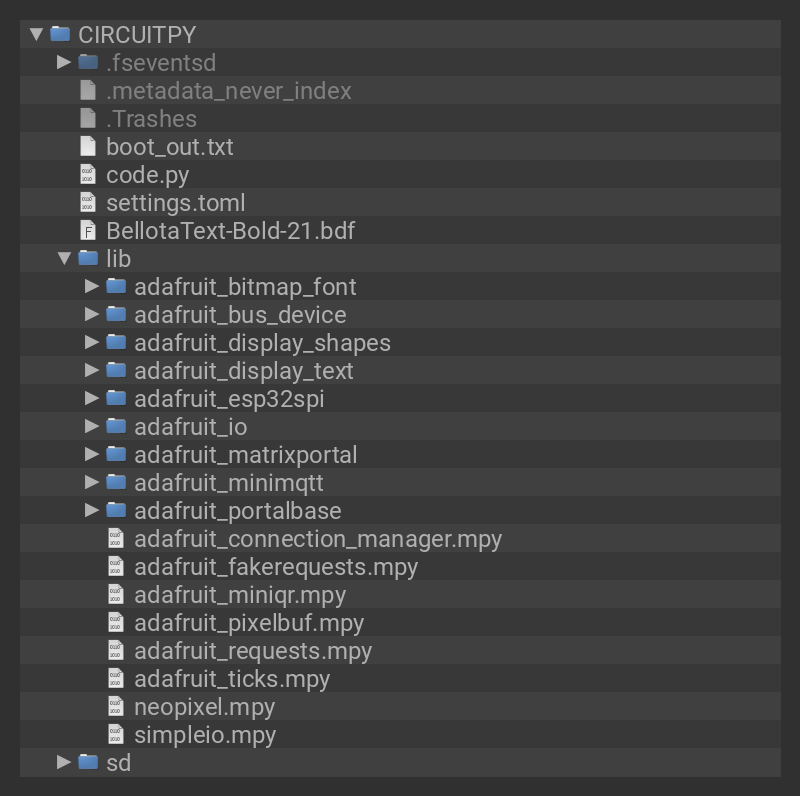 CIRCUITPY
.fseventsd
.metadata_never_index
.Trashes
boot_out.txt
code.py
settings.toml
BellotaText-Bold-21.bdf
lib
adafruit_bitmap_font
adafruit_bus_device
adafruit_display_shapes
adafruit_display_text
adafruit_esp32spi
adafruit_io
adafruit_matrixportal
adafruit_minimqtt
adafruit_portalbase
adafruit_connection_manager.mpy
adafruit_fakerequests.mpy
adafruit_miniqr.mpy
adafruit_pixelbuf.mpy
adafruit_requests.mpy
adafruit_ticks.mpy
neopixel.mpy
simpleio.mpy
sd